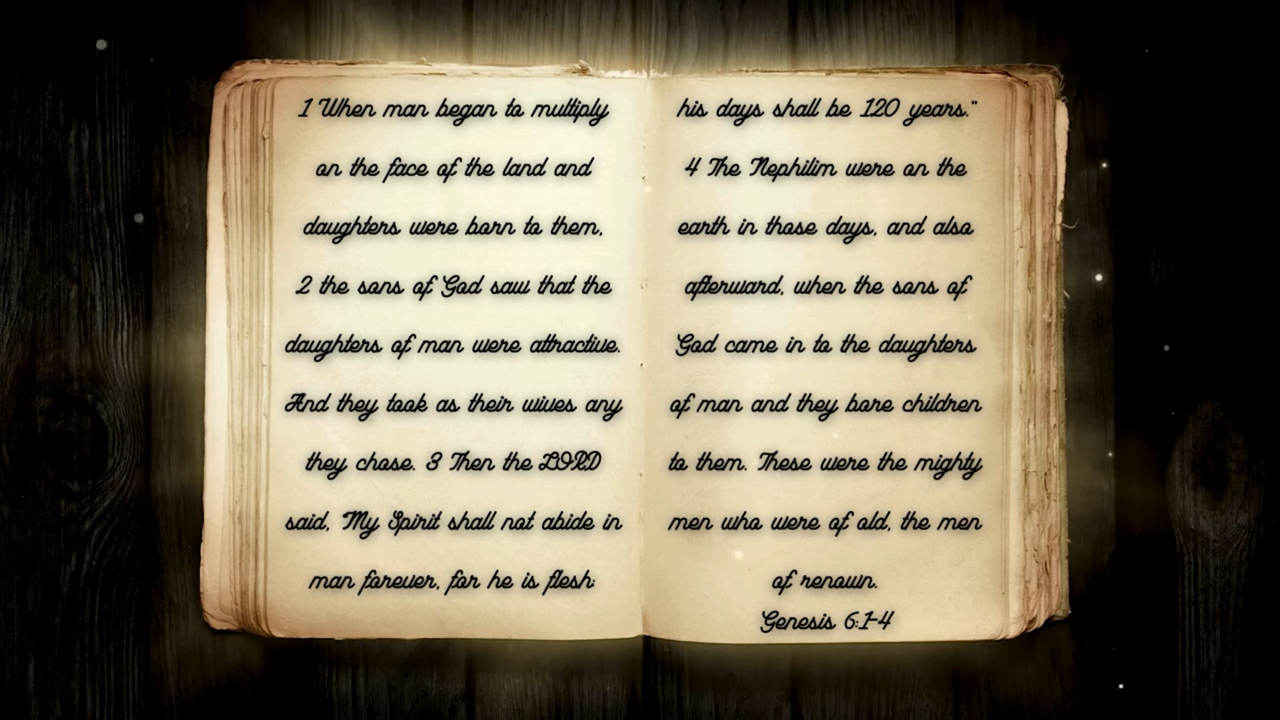 1 When man began to multiply
on the face of the land and
daughters were born to them,
2 the sons of God saw that the
daughters of man were attractive.
And they took as their wives any
they chose. 3 Then the LORD
said, "My Spirit shall not abide in
man forever, for he is flesh:
his days shall be 120 years."
4 The Nephilim were on the
earth in those days, and also
afterward, when the sons of
God came in to the daughters
of man and they bore children
to them. These were the mighty
men who were of old, the men
of renown.
Genesis 6:1-4